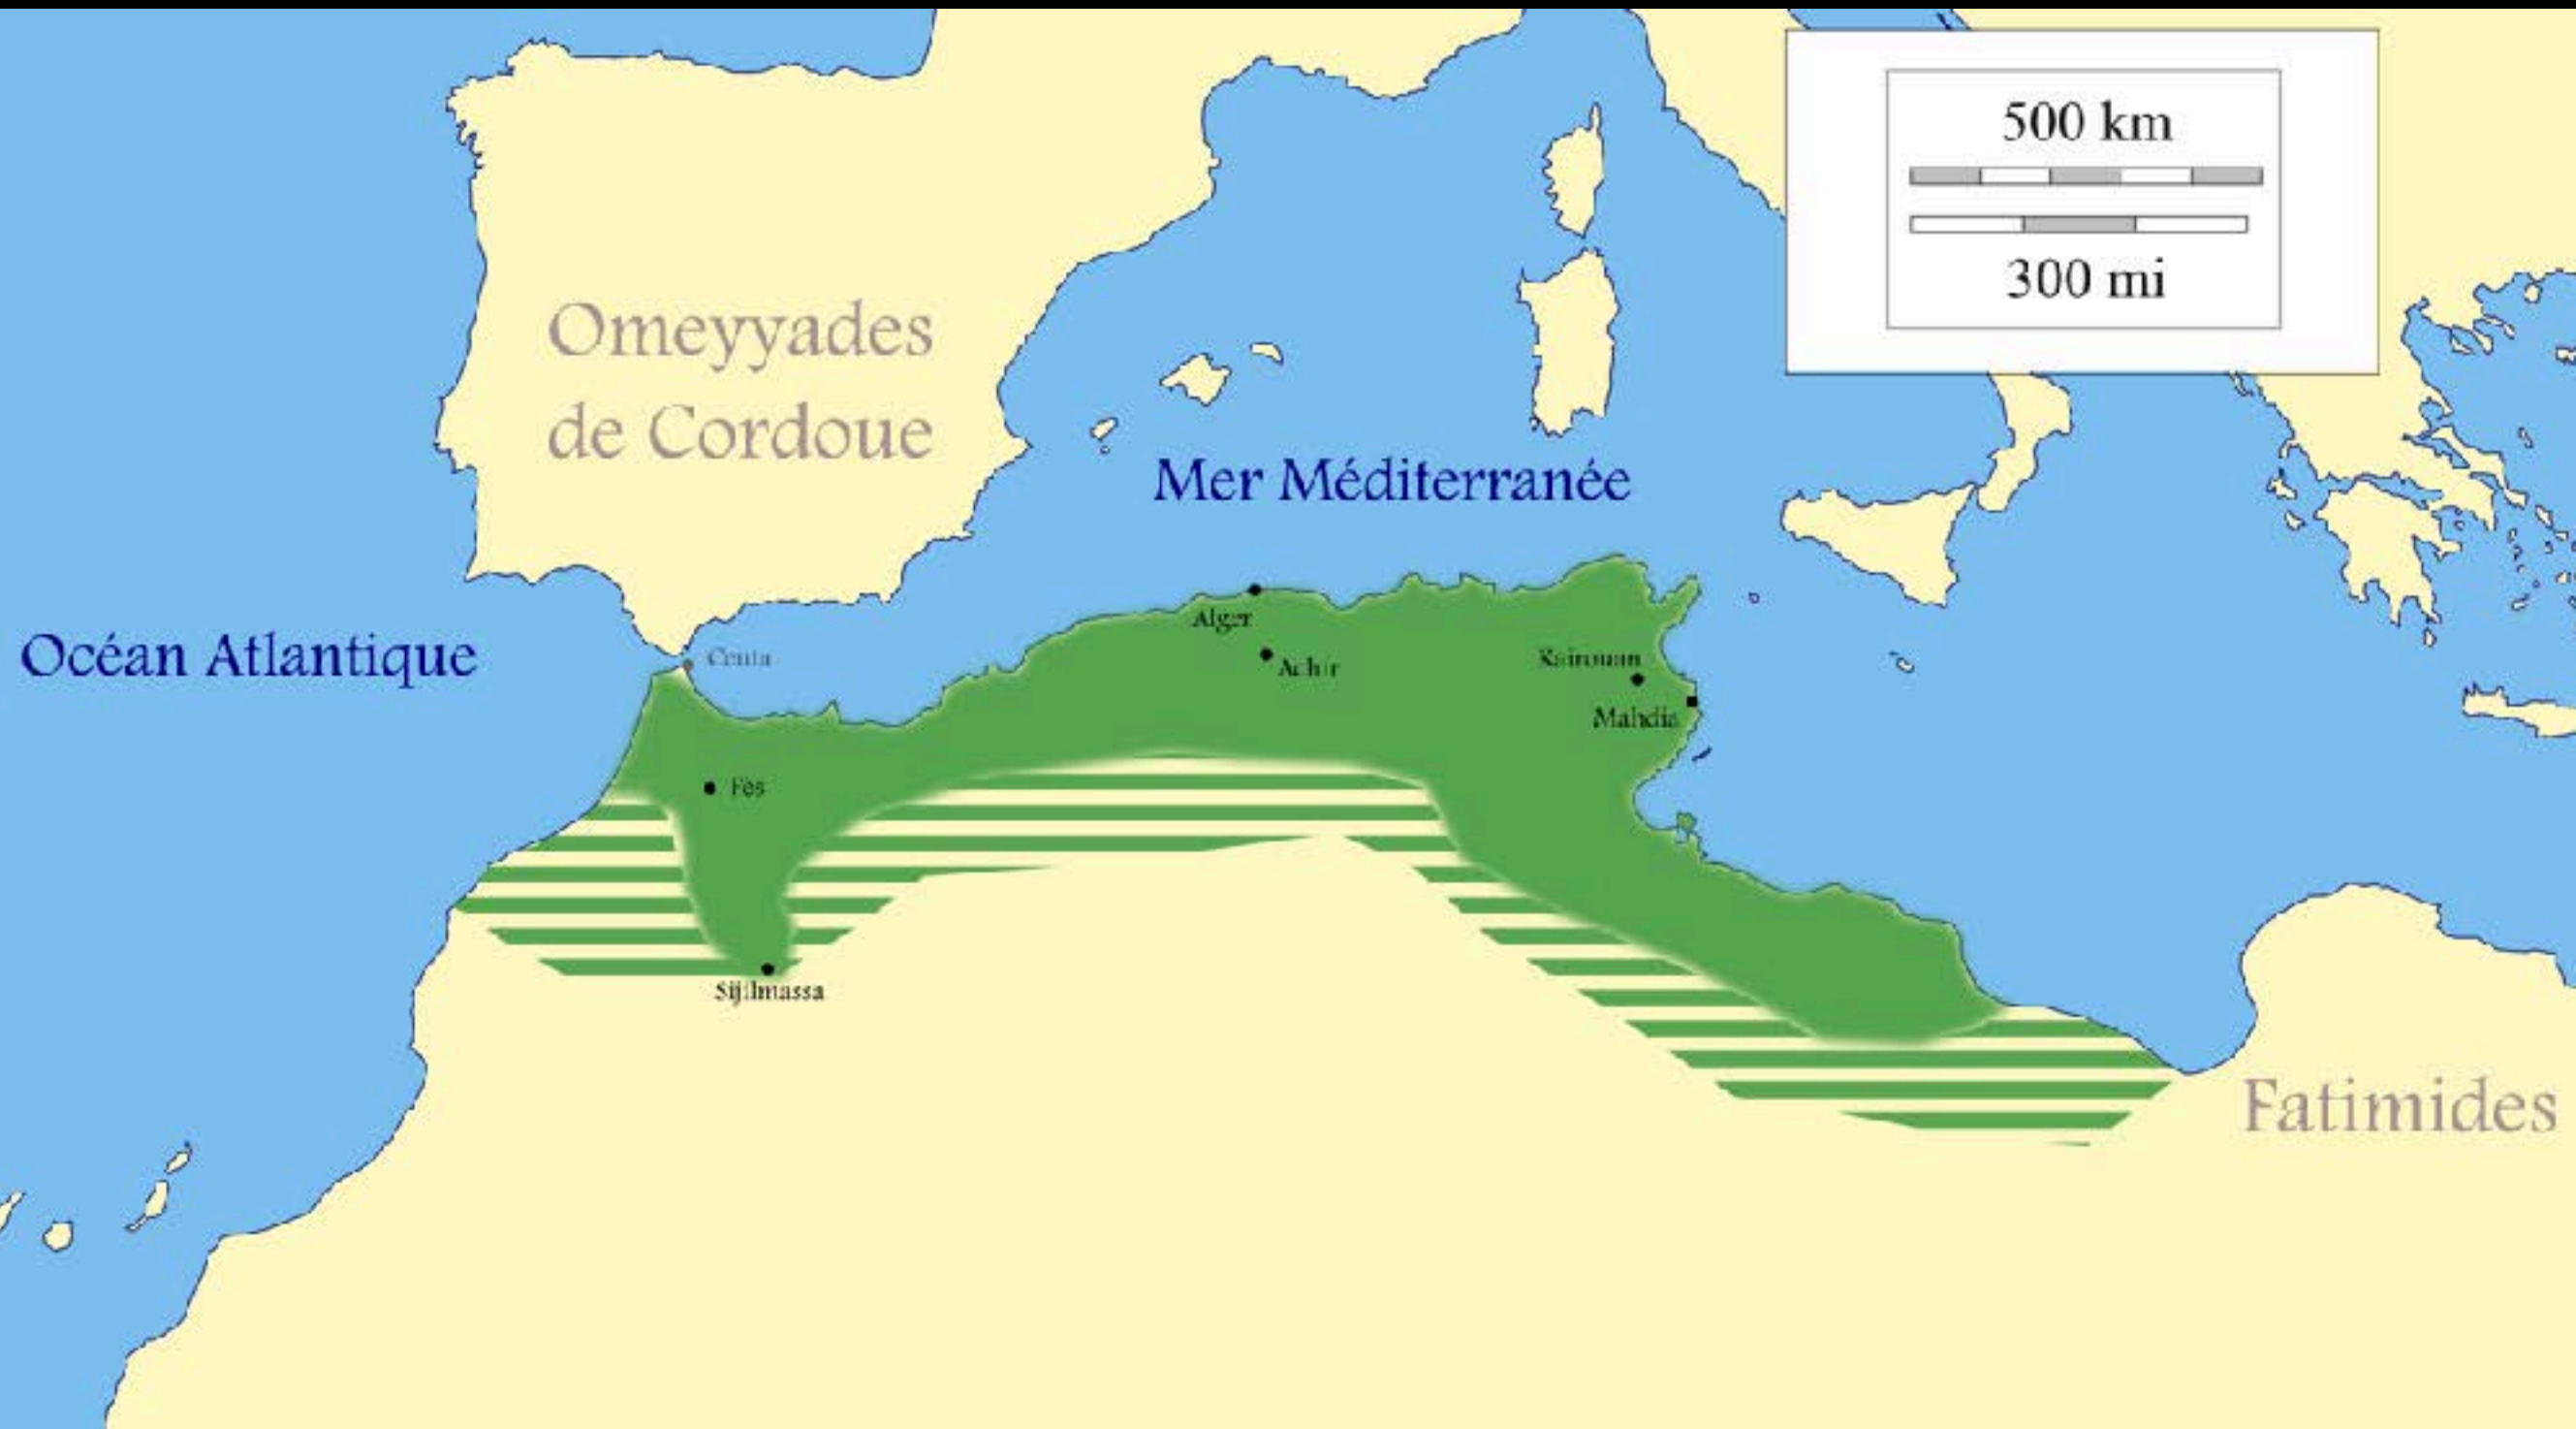 500 km
300 mi
Omeyyades
de Cordoue
Mer Méditerranée
Océan Atlantique
Ceuta
Alger
Achir
Kairouan
Mahdia
Fès
Sijilmassa
Fatimides